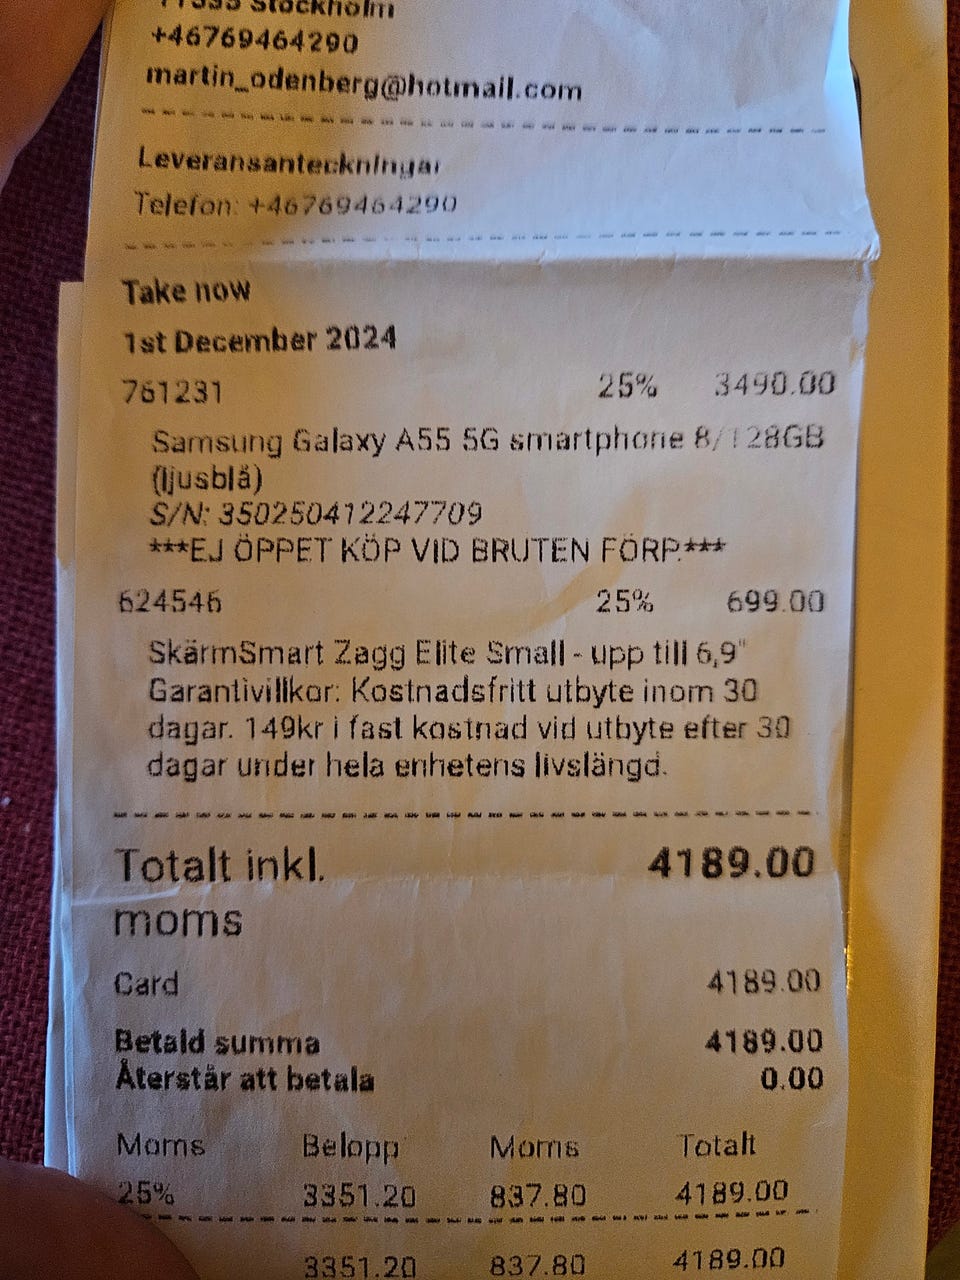 11335 Stockholm
+46769464290
martin_odenberg@hotmail.com
Leveransanteckningar
Telefon: +46769464290
Take now
1st December 2024
761231 25% 3490.00
Samsung Galaxy A55 5G smartphone 8/128GB
(ljusblå)
S/N: 350250412247709
***EJ ÖPPET KÖP VID BRUTEN FÖRP.***
624546 25% 699.00
SkärmSmart Zagg Elite Small - upp till 6,9"
Garantivillkor: Kostnadsfritt utbyte inom 30
dagar. 149kr i fast kostnad vid utbyte efter 30
dagar under hela enhetens livslängd.
Totalt inkl. 4189.00
moms
Card 4189.00
Betald summa 4189.00
Återstår att betala 0.00
Moms Belopp Moms Totalt
25% 3351.20 837.80 4189.00
3351.20 837.80 4189.00